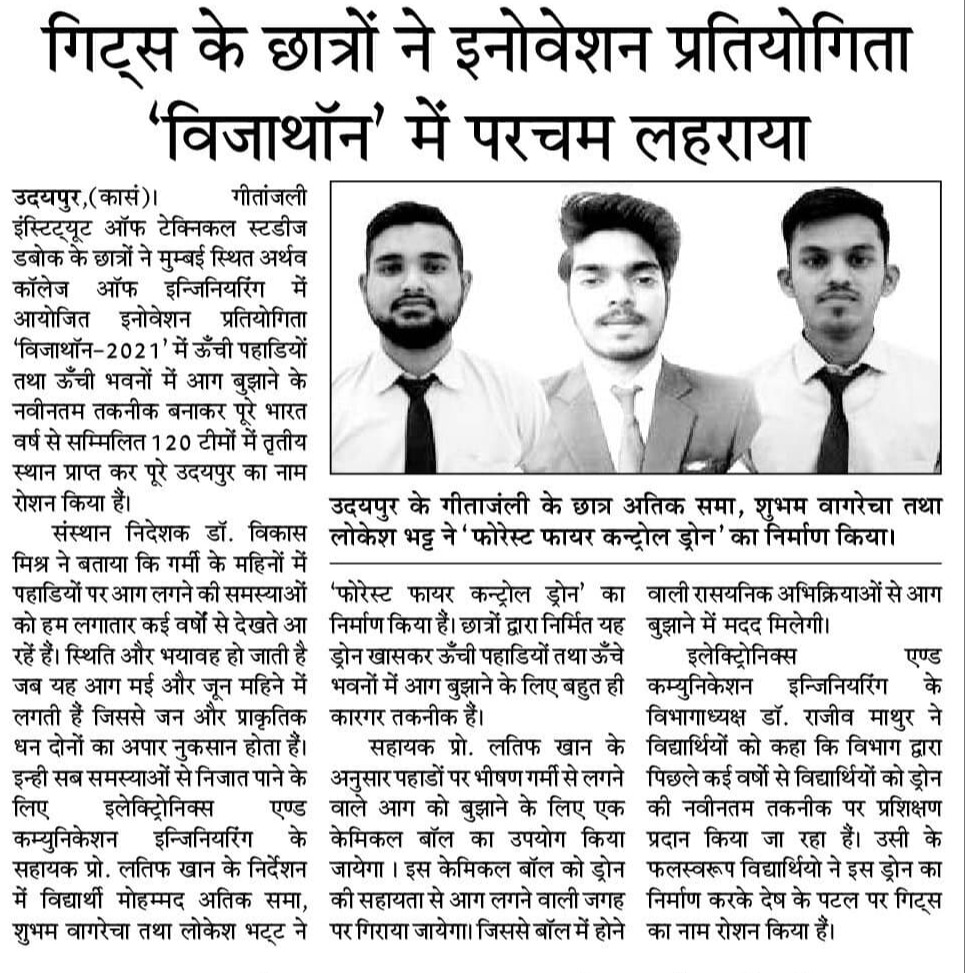 गिट्स के छात्रों ने इनोवेशन प्रतियोगिता
‘विजाथॉन’ में परचम लहराया
उदयपुर,(कासं)। गीतांजली
इंस्टिट्यूट ऑफ टेक्निकल स्टडीज
डबोक के छात्रों ने मुम्बई स्थित अर्थव
कॉलेज ऑफ इन्जिनियरिंग में
आयोजित इनोवेशन प्रतियोगिता
‘विजाथॉन-2021’ में ऊँची पहाडियों
तथा ऊँची भवनों में आग बुझाने के
नवीनतम तकनीक बनाकर पूरे भारत
वर्ष से सम्मिलित 120 टीमों में तृतीय
स्थान प्राप्त कर पूरे उदयपुर का नाम
रोशन किया हैं।
संस्थान निदेशक डॉ. विकास
मिश्र ने बताया कि गर्मी के महिनों में
पहाडियों पर आग लगने की समस्याओं
को हम लगातार कई वर्षों से देखते आ
रहें हैं। स्थिति और भयावह हो जाती है
जब यह आग मई और जून महिने में
लगती हैं जिससे जन और प्राकृतिक
धन दोनों का अपार नुकसान होता हैं।
इन्ही सब समस्याओं से निजात पाने के
लिए इलेक्ट्रिोनिक्स एण्ड
कम्युनिकेशन इन्जिनियरिंग के
सहायक प्रो. लतिफ खान के निर्देशन
में विद्यार्थी मोहम्मद अतिक समा,
शुभम वागरेचा तथा लोकेश भट्ट ने
उदयपुर के गीताजंली के छात्र अतिक समा, शुभम वागरेचा तथा
लोकेश भट्ट ने ‘फोरेस्ट फायर कन्ट्रोल ड्रोन’ का निर्माण किया।
‘फोरेस्ट फायर कन्ट्रोल ड्रोन’ का
निर्माण किया हैं। छात्रों द्वारा निर्मित यह
ड्रोन खासकर ऊँची पहाडियों तथा ऊँचे
भवनों में आग बुझाने के लिए बहुत ही
कारगर तकनीक हैं।
सहायक प्रो. लतिफ खान के
अनुसार पहाडों पर भीषण गर्मी से लगने
वाले आग को बुझाने के लिए एक
केमिकल बॉल का उपयोग किया
जायेगा । इस केमिकल बॉल को ड्रोन
की सहायता से आग लगने वाली जगह
पर गिराया जायेगा। जिससे बॉल में होने
वाली रासयनिक अभिक्रियाओं से आग
बुझाने में मदद मिलेगी।
इलेक्ट्रिोनिक्स एण्ड
कम्युनिकेशन इन्जिनियरिंग के
विभागाध्यक्ष डॉ. राजीव माथुर ने
विद्यार्थियों को कहा कि विभाग द्वारा
पिछले कई वर्षो से विद्यार्थियों को ड्रोन
की नवीनतम तकनीक पर प्रशिक्षण
प्रदान किया जा रहा हैं। उसी के
फलस्वरूप विद्यार्थियो ने इस ड्रोन का
निर्माण करके देष के पटल पर गिट्स
का नाम रोशन किया हैं।